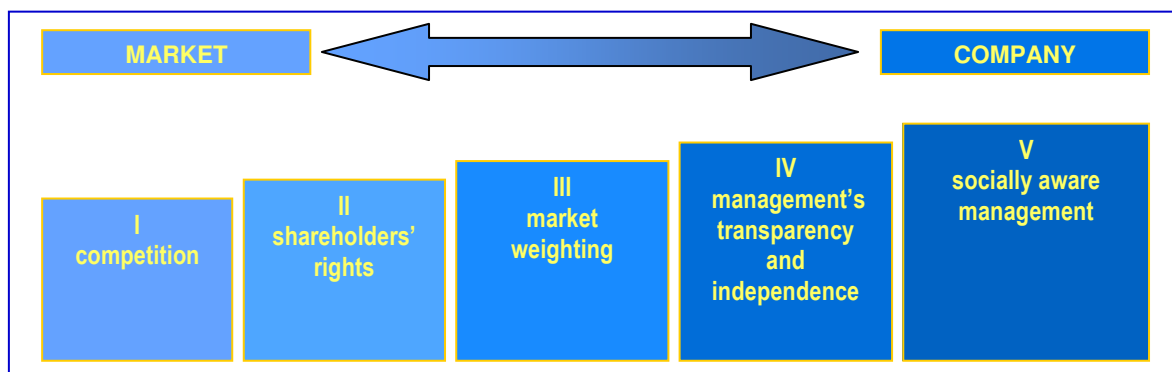 MARKET
COMPANY
I
competition
II
shareholders'
rights
III
market
weighting
IV
management's
transparency
and
independence
V
socially aware
management